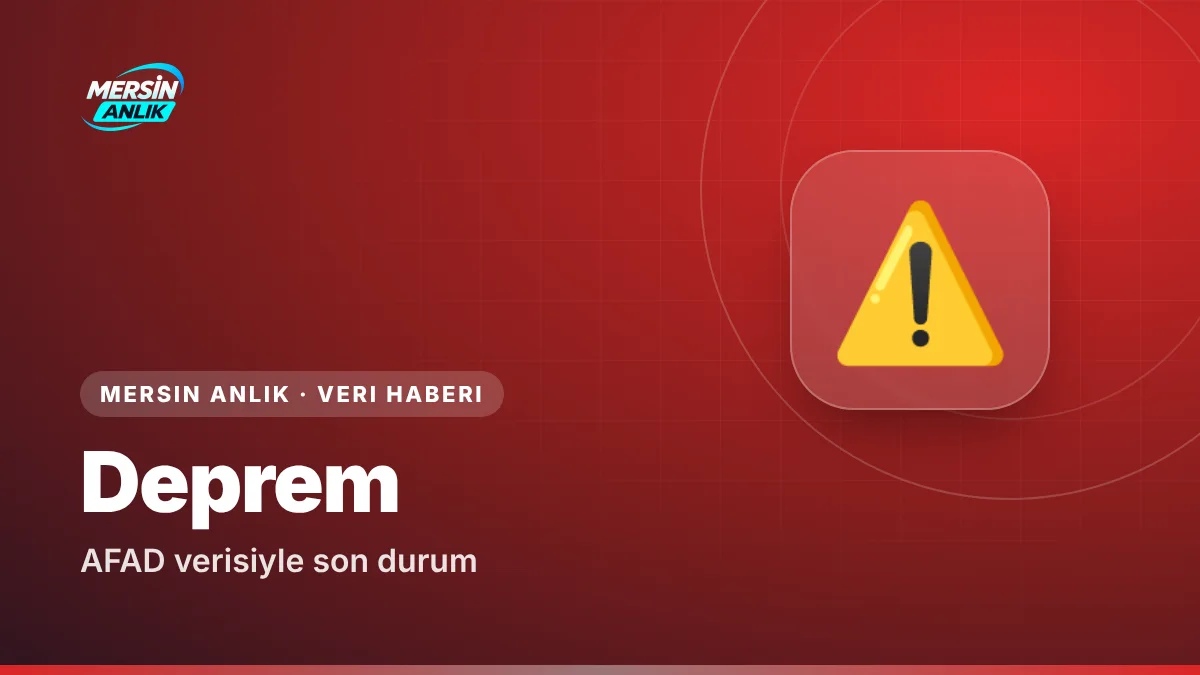 MERSİN
ANLIK
MERSIN ANLIK · VERI HABERI
Deprem
AFAD verisiyle son durum